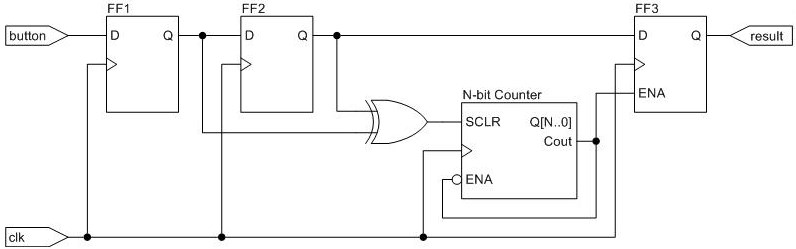 FF1
FF2
FF3
button
D Q
D Q
D Q
result
ENA
N-bit Counter
SCLR
Q[N..0]
Cout
ENA
clk